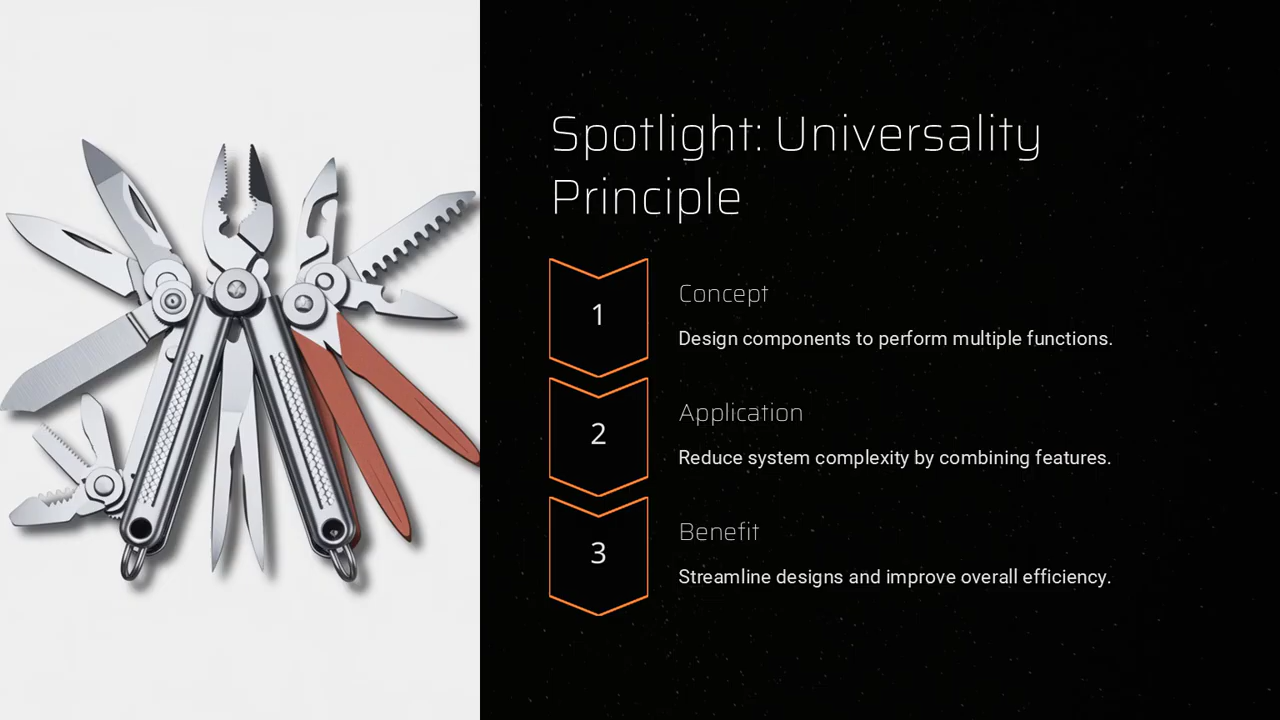 Spotlight: Universality
Principle
1
Concept
Design components to perform multiple functions.
2
Application
Reduce system complexity by combining features.
3
Benefit
Streamline designs and improve overall efficiency.